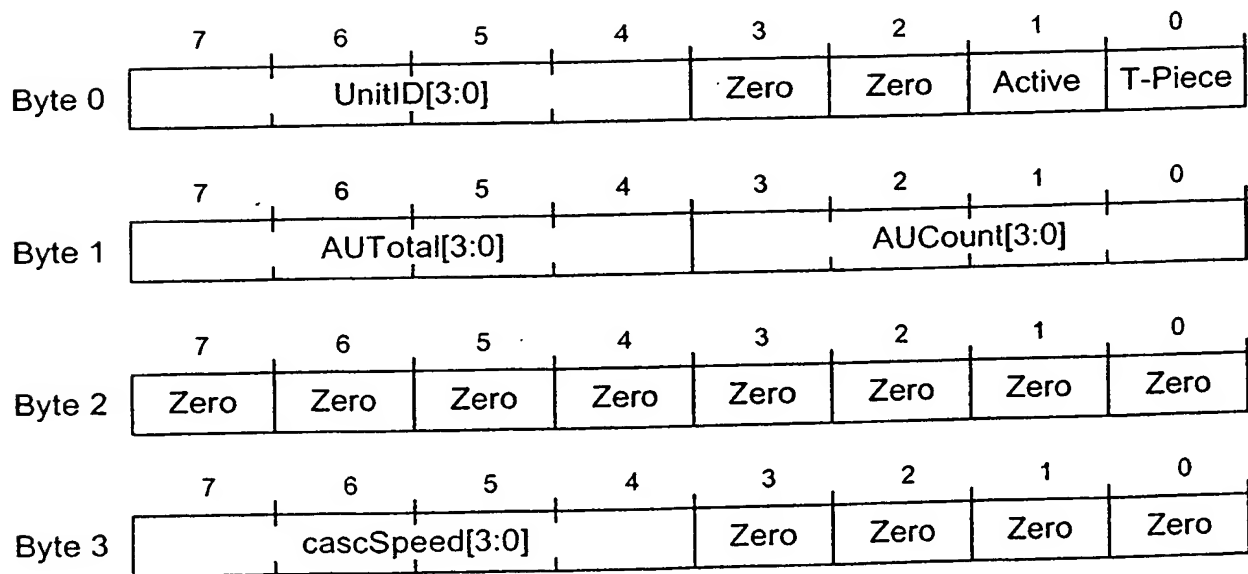 7 6 5 4 3 2 1 0
Byte 0 UnitID[3:0] Zero Zero Active T-Piece
7 6 5 4 3 2 1 0
Byte 1 AUTotal[3:0] AUCount[3:0]
7 6 5 4 3 2 1 0
Byte 2 Zero Zero Zero Zero Zero Zero Zero Zero
7 6 5 4 3 2 1 0
Byte 3 cascSpeed[3:0] Zero Zero Zero Zero